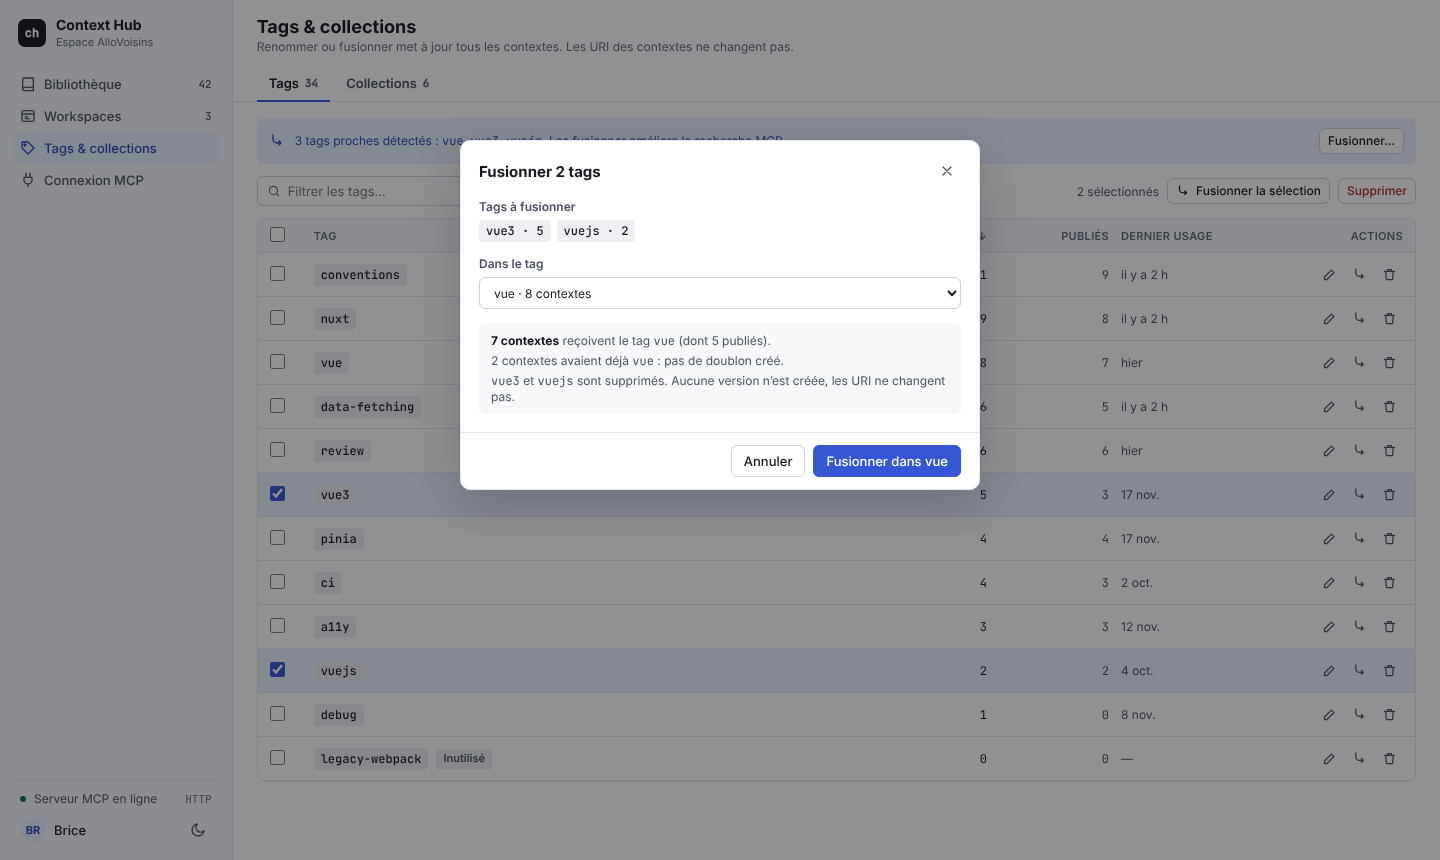 ch
Context Hub
Espace AlloVoisins
Bibliothèque 42
Workspaces 3
Tags & collections
Connexion MCP
Serveur MCP en ligne HTTP
BR Brice
Tags & collections
Renommer ou fusionner met à jour tous les contextes. Les URI des contextes ne changent pas.
Tags 34 Collections 6
3 tags proches détectés : vue, vue3, vuejs. Les fusionner améliore la recherche MCP. Fusionner...
Filtrer les tags... 2 sélectionnés Fusionner la sélection Supprimer
TAG ↓ PUBLIÉS DERNIER USAGE ACTIONS
conventions 1 9 il y a 2 h
nuxt 9 8 il y a 2 h
vue 8 7 hier
data-fetching 6 5 il y a 2 h
review 6 6 hier
vue3 5 3 17 nov.
pinia 4 4 17 nov.
ci 4 3 2 oct.
a11y 3 3 12 nov.
vuejs 2 2 4 oct.
debug 1 0 8 nov.
legacy-webpack Inutilisé 0 0 —
Fusionner 2 tags
Tags à fusionner
vue3 · 5 vuejs · 2
Dans le tag
vue · 8 contextes
7 contextes reçoivent le tag vue (dont 5 publiés).
2 contextes avaient déjà vue : pas de doublon créé.
vue3 et vuejs sont supprimés. Aucune version n’est créée, les URI ne changent
pas.
Annuler Fusionner dans vue